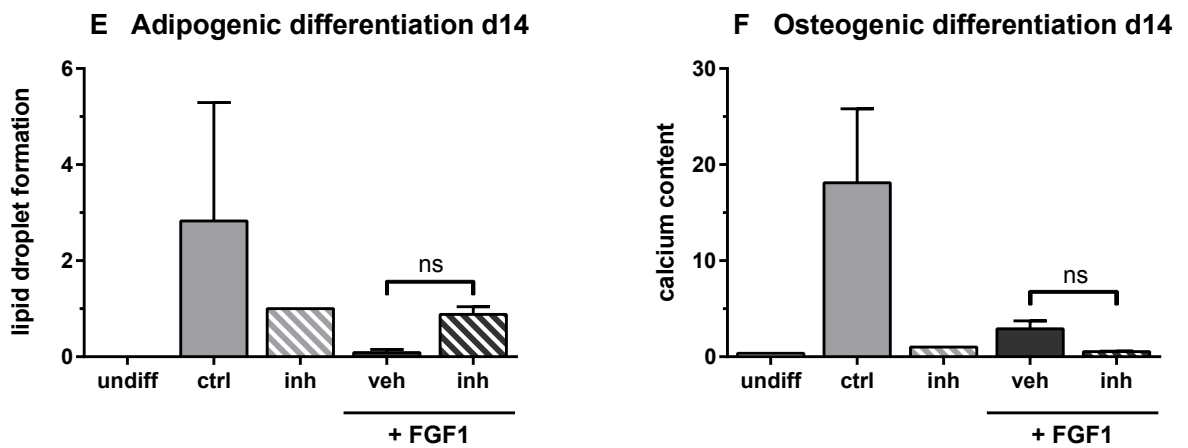 E Adipogenic differentiation d14
lipid droplet formation
6
4
2
0
ns
undiff ctrl inh veh inh
+ FGF1
F Osteogenic differentiation d14
calcium content
30
20
10
0
ns
undiff ctrl inh veh inh
+ FGF1